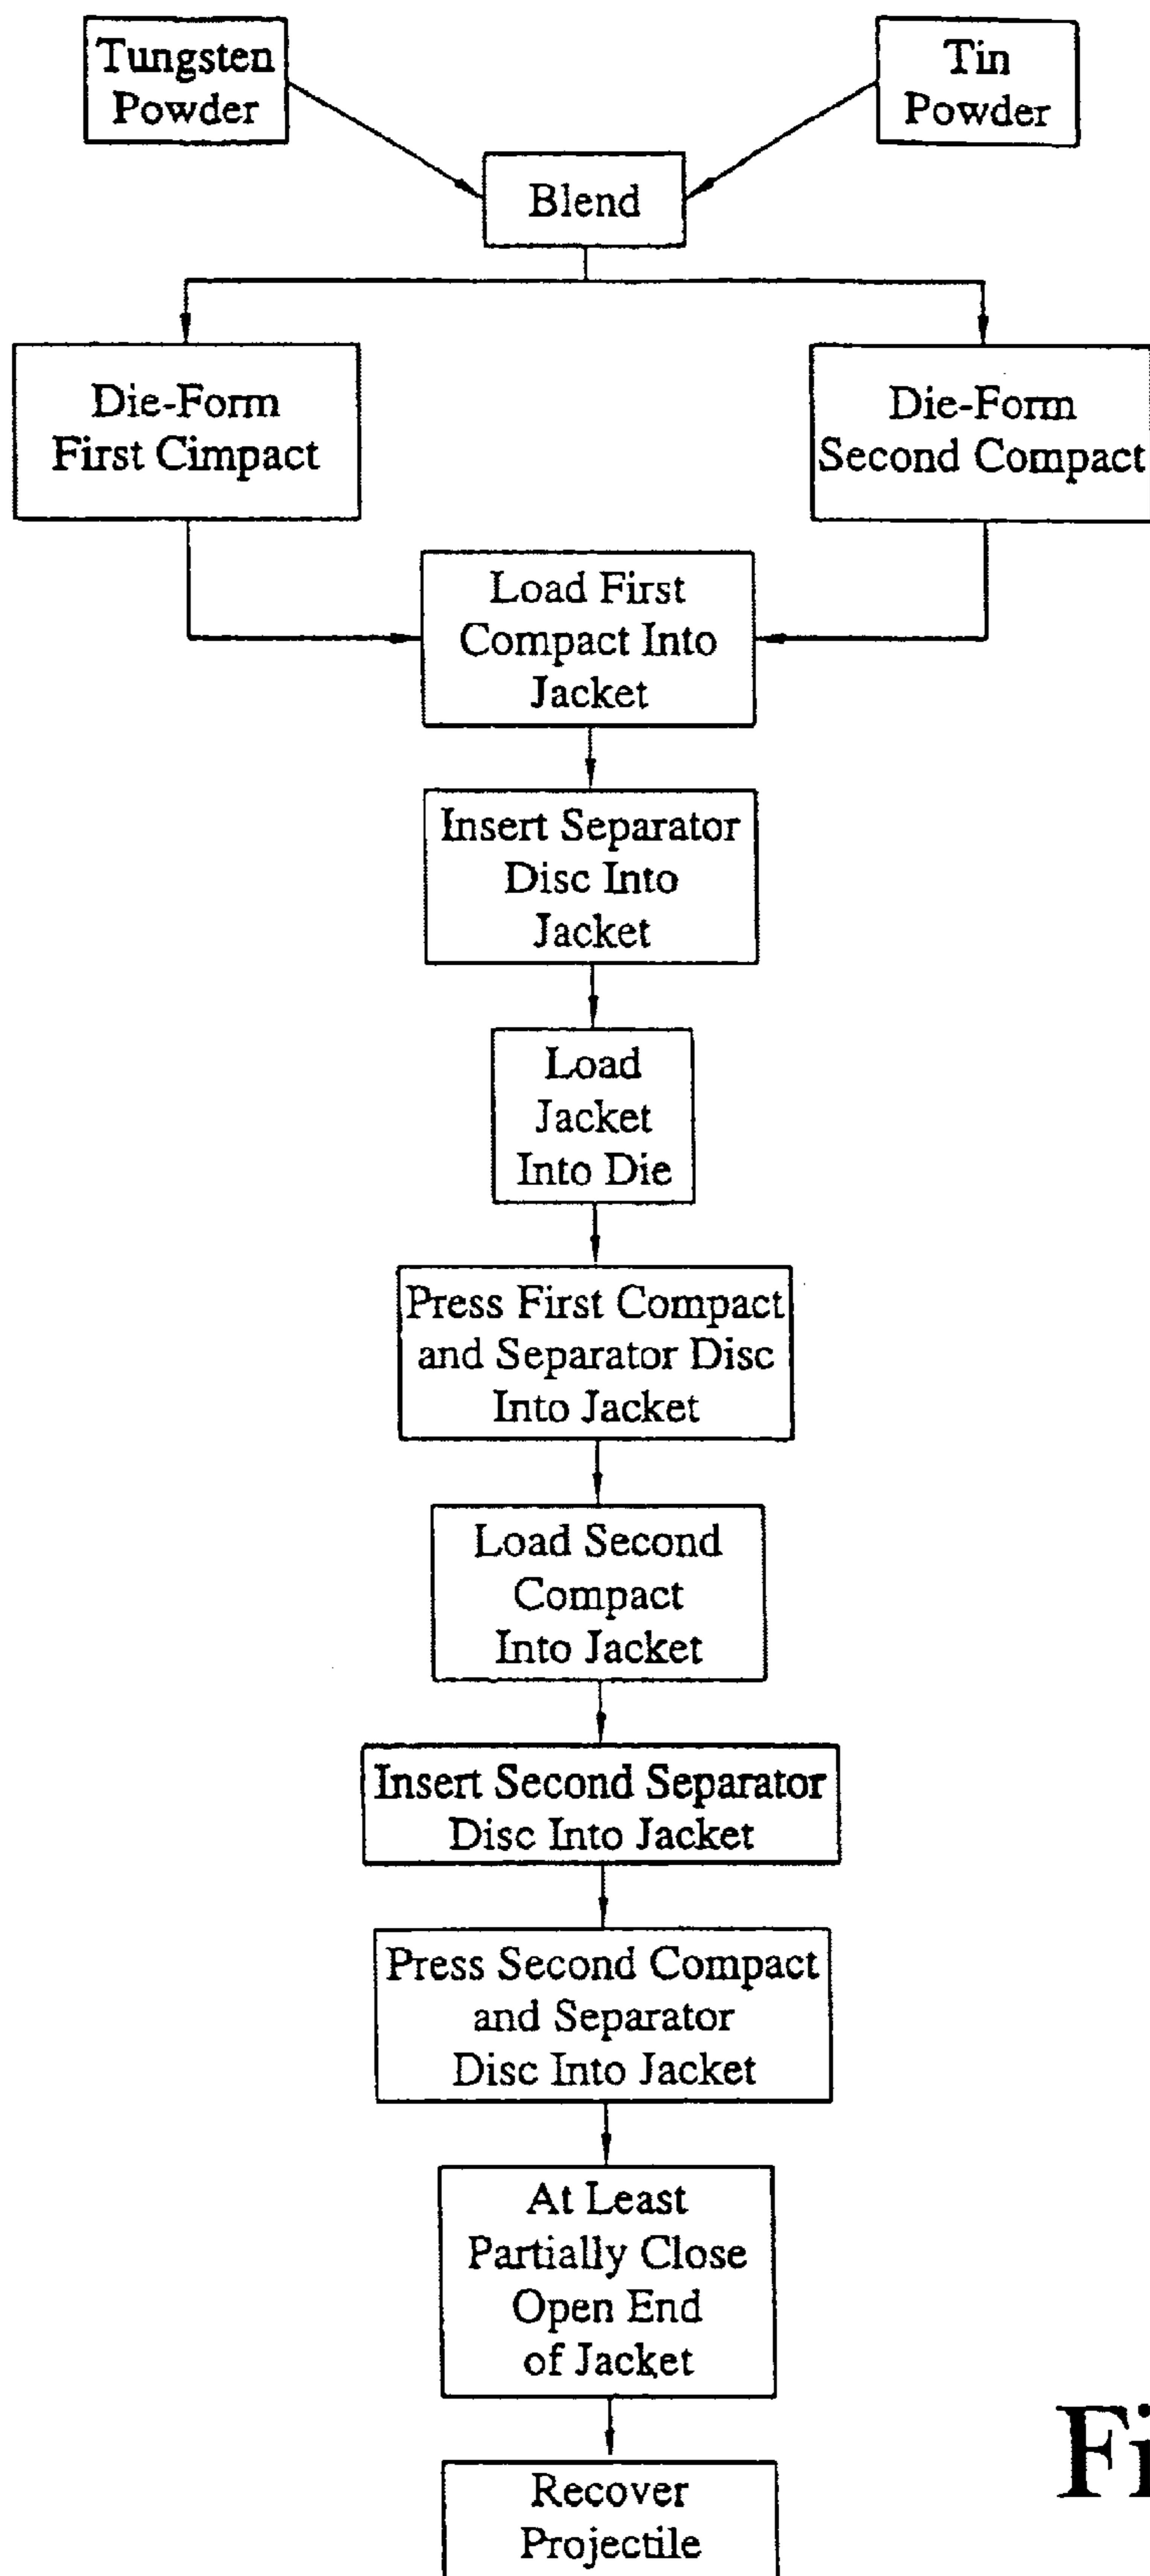 Tungsten
Powder
Tin
Powder
Blend
Die-Form
First Cimpact
Die-Form
Second Compact
Load First
Compact Into
Jacket
Insert Separator
Disc Into
Jacket
Load
Jacket
Into Die
Press First Compact
and Separator Disc
Into Jacket
Load Second
Compact
Into Jacket
Insert Second Separator
Disc Into Jacket
Press Second Compact
and Separator
Disc Into Jacket
At Least
Partially Close
Open End
of Jacket
Recover
Projectile